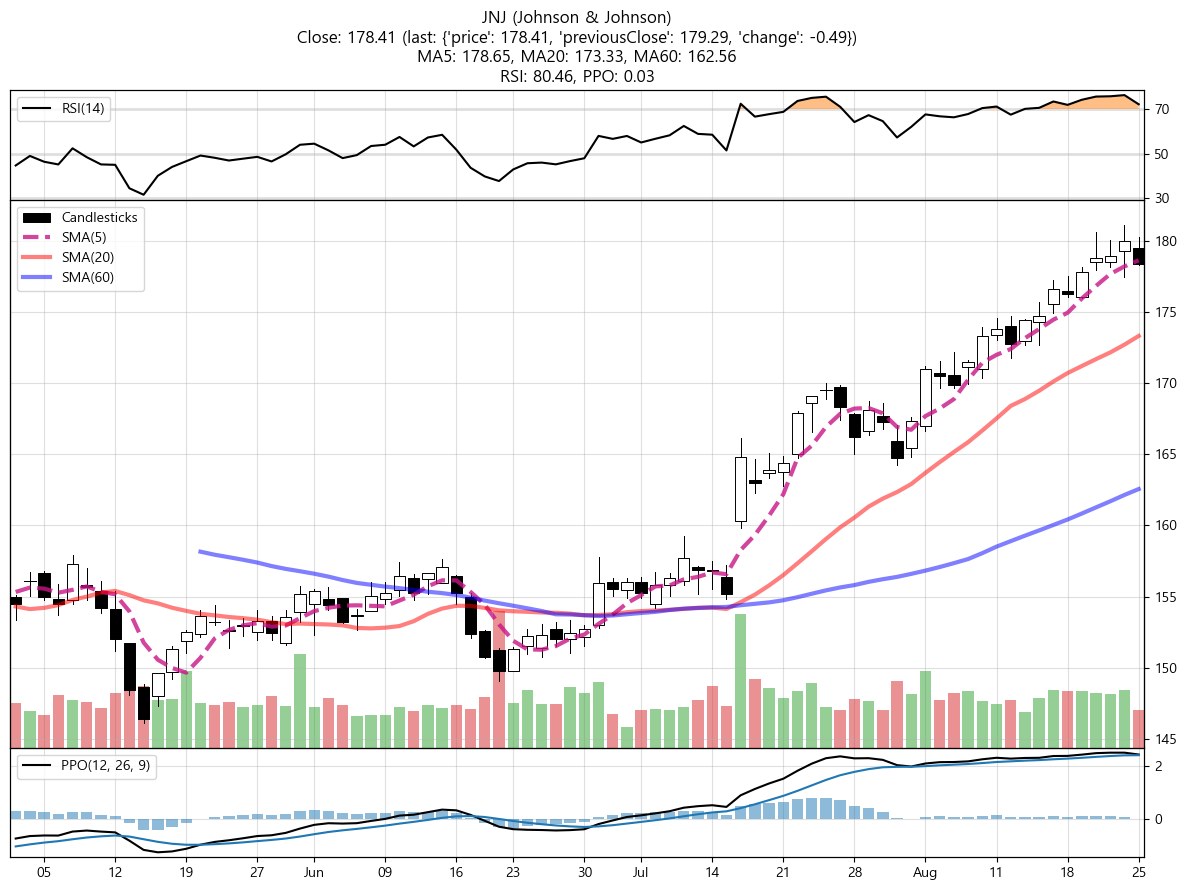 JNJ (Johnson & Johnson)
Close: 178.41 (last: {'price': 178.41, 'previousClose': 179.29, 'change': -0.49})
MA5: 178.65, MA20: 173.33, MA60: 162.56
RSI: 80.46, PPO: 0.03
RSI(14)
70
50
30
Candlesticks
SMA(5)
SMA(20)
SMA(60)
180
175
170
165
160
155
150
145
PPO(12, 26, 9)
2
0
05 12 19 27 Jun 09 16 23 30 Jul 14 21 28 Aug 11 18 25